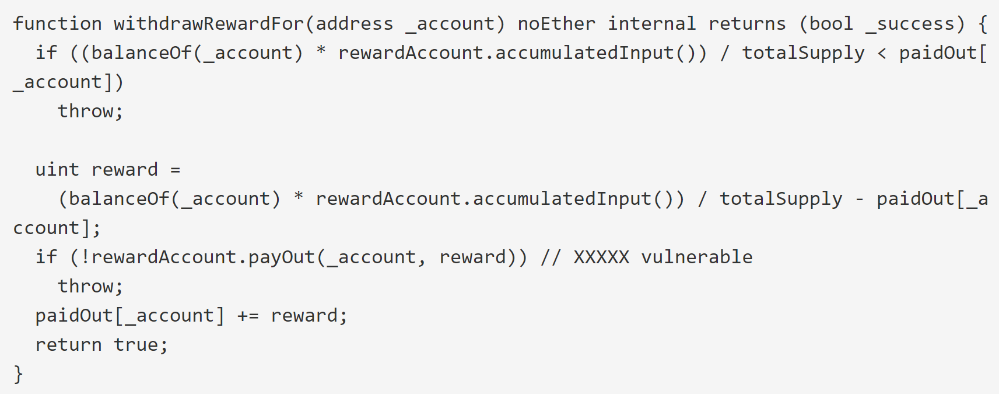 function withdrawRewardFor(address _account) noEther internal returns (bool _success) {
  if ((balanceOf(_account) * rewardAccount.accumulatedInput()) / totalSupply < paidOut[
_account])
    throw;

  uint reward =
    (balanceOf(_account) * rewardAccount.accumulatedInput()) / totalSupply - paidOut[_a
ccount];
  if (!rewardAccount.payOut(_account, reward)) // XXXXX vulnerable
    throw;
  paidOut[_account] += reward;
  return true;
}